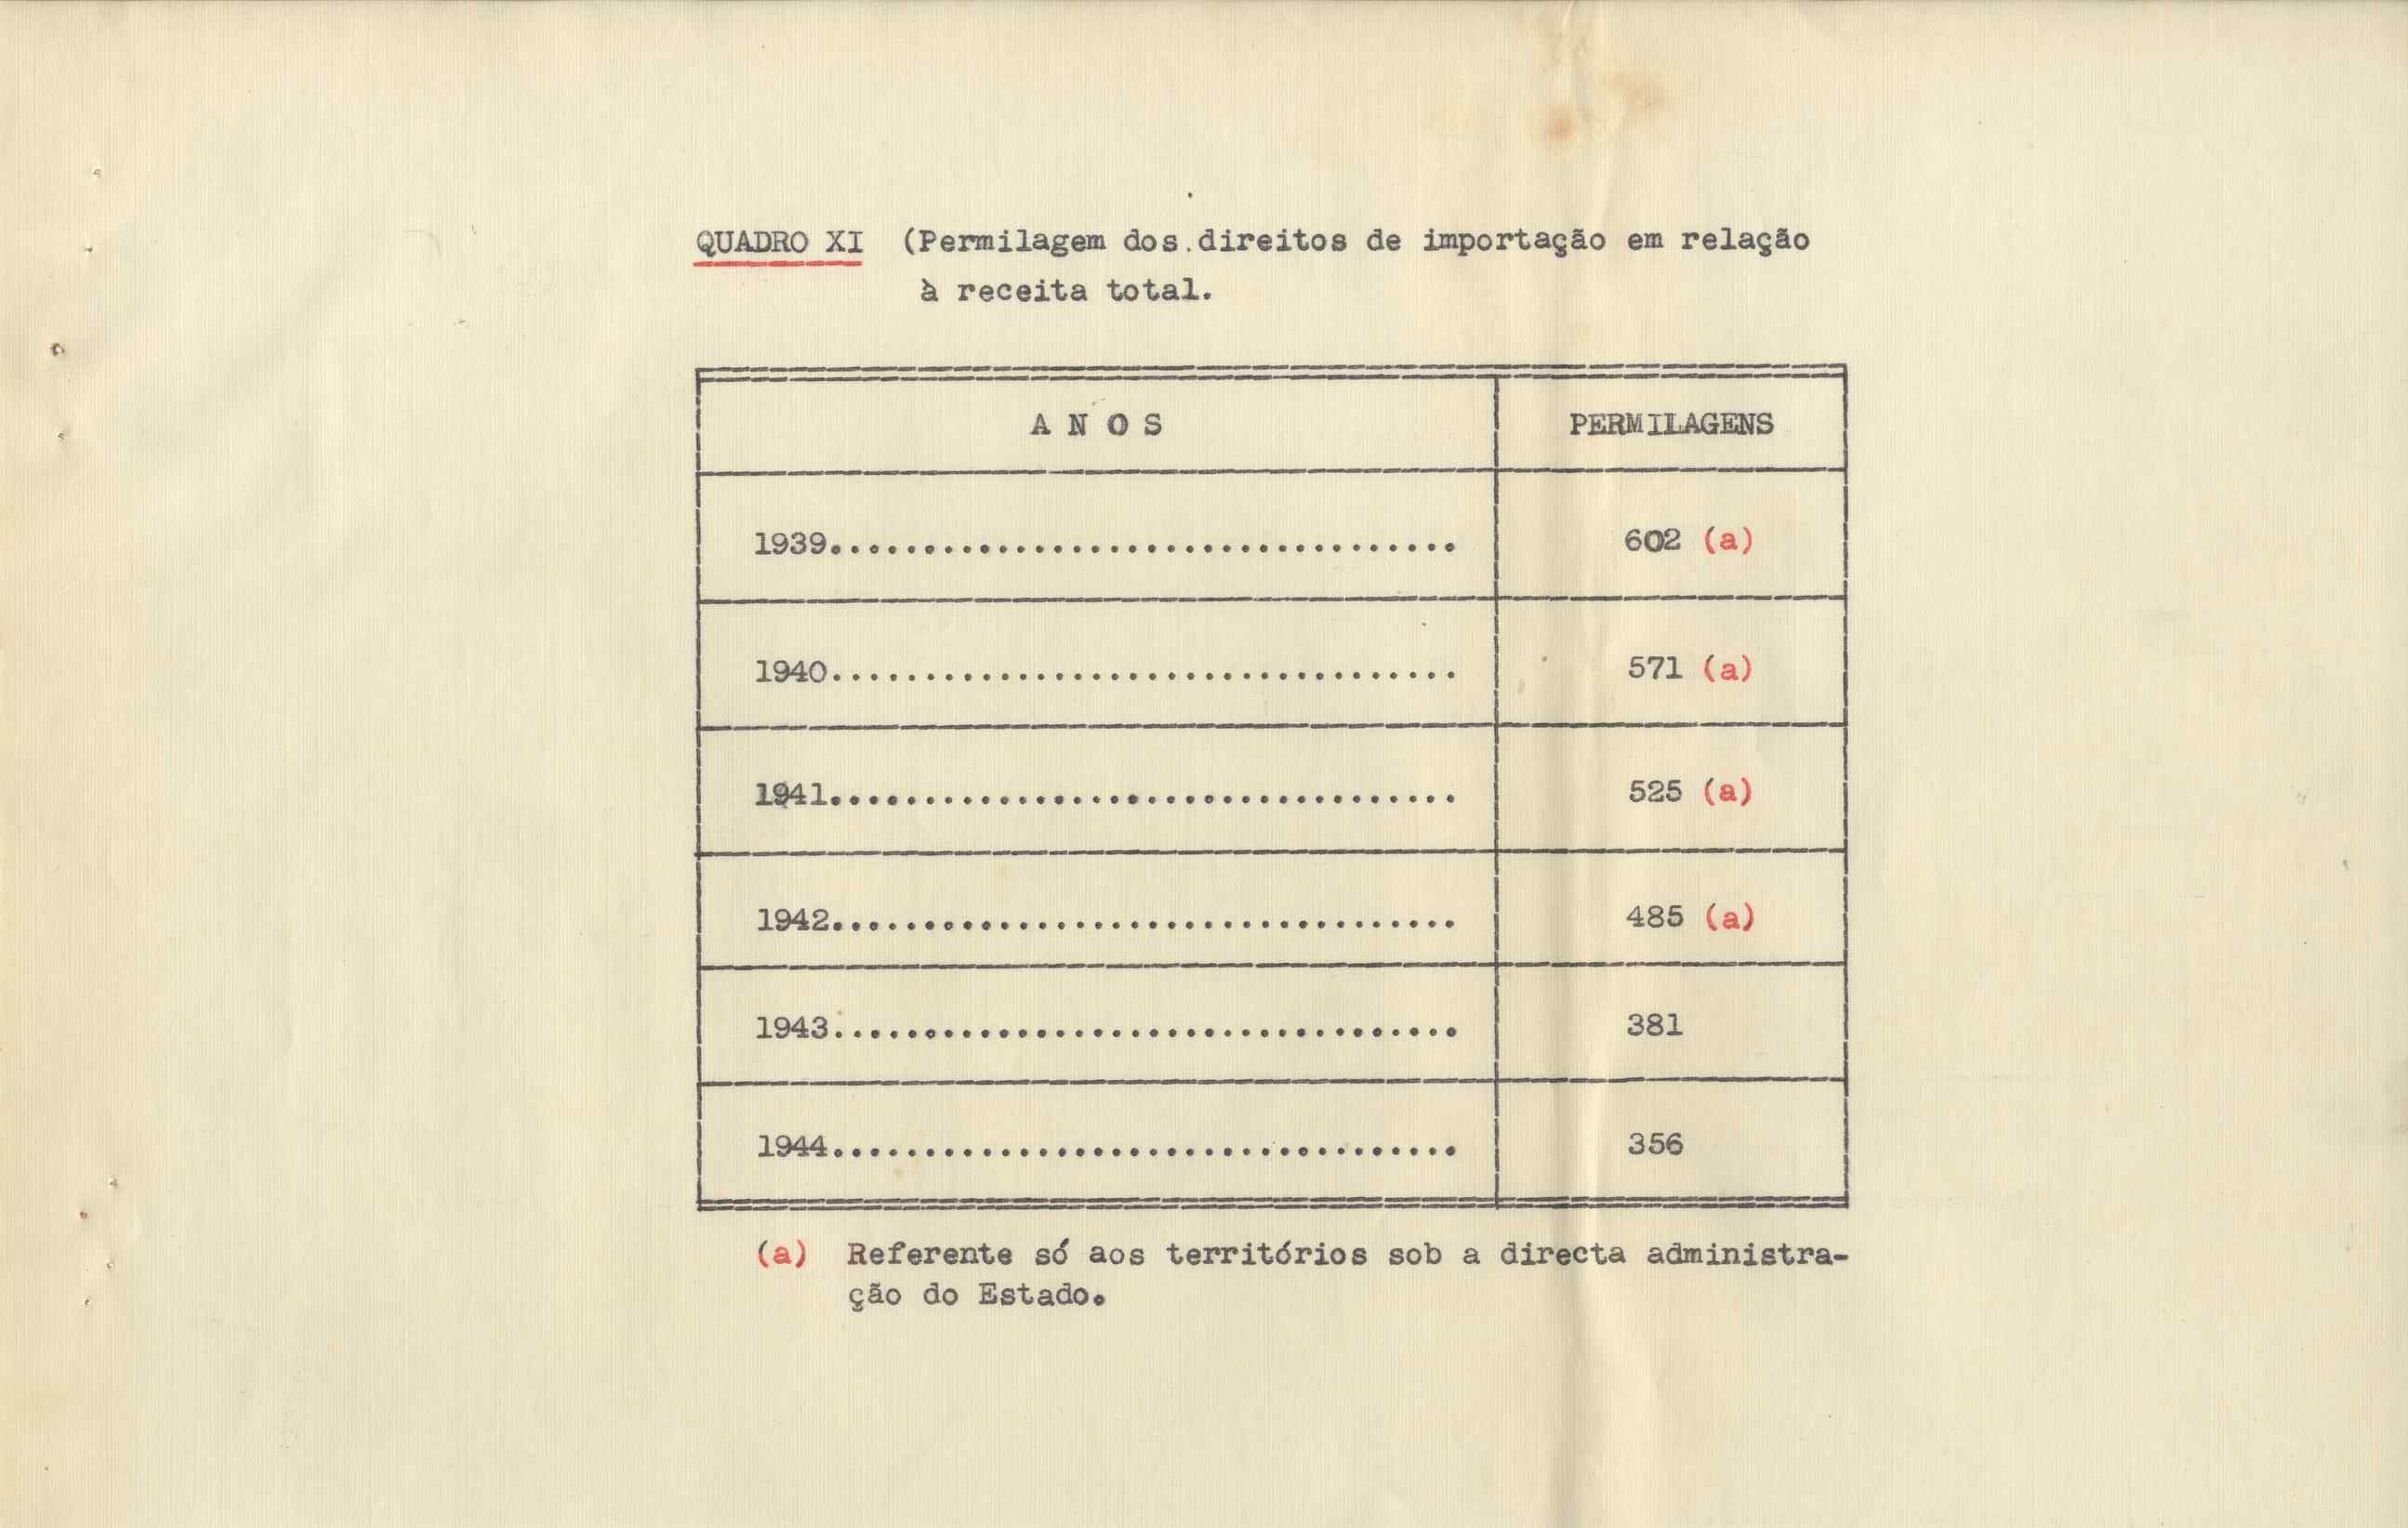 QUADRO XI (Permilagem dos direitos de importação em relação
à receita total.
A N O S PERMILAGENS
1939.................................. 602 (a)
1940.................................. 571 (a)
1941.................................. 525 (a)
1942.................................. 485 (a)
1943.................................. 381
1944.................................. 356
(a) Referente só aos territórios sob a directa administra-
ção do Estado.